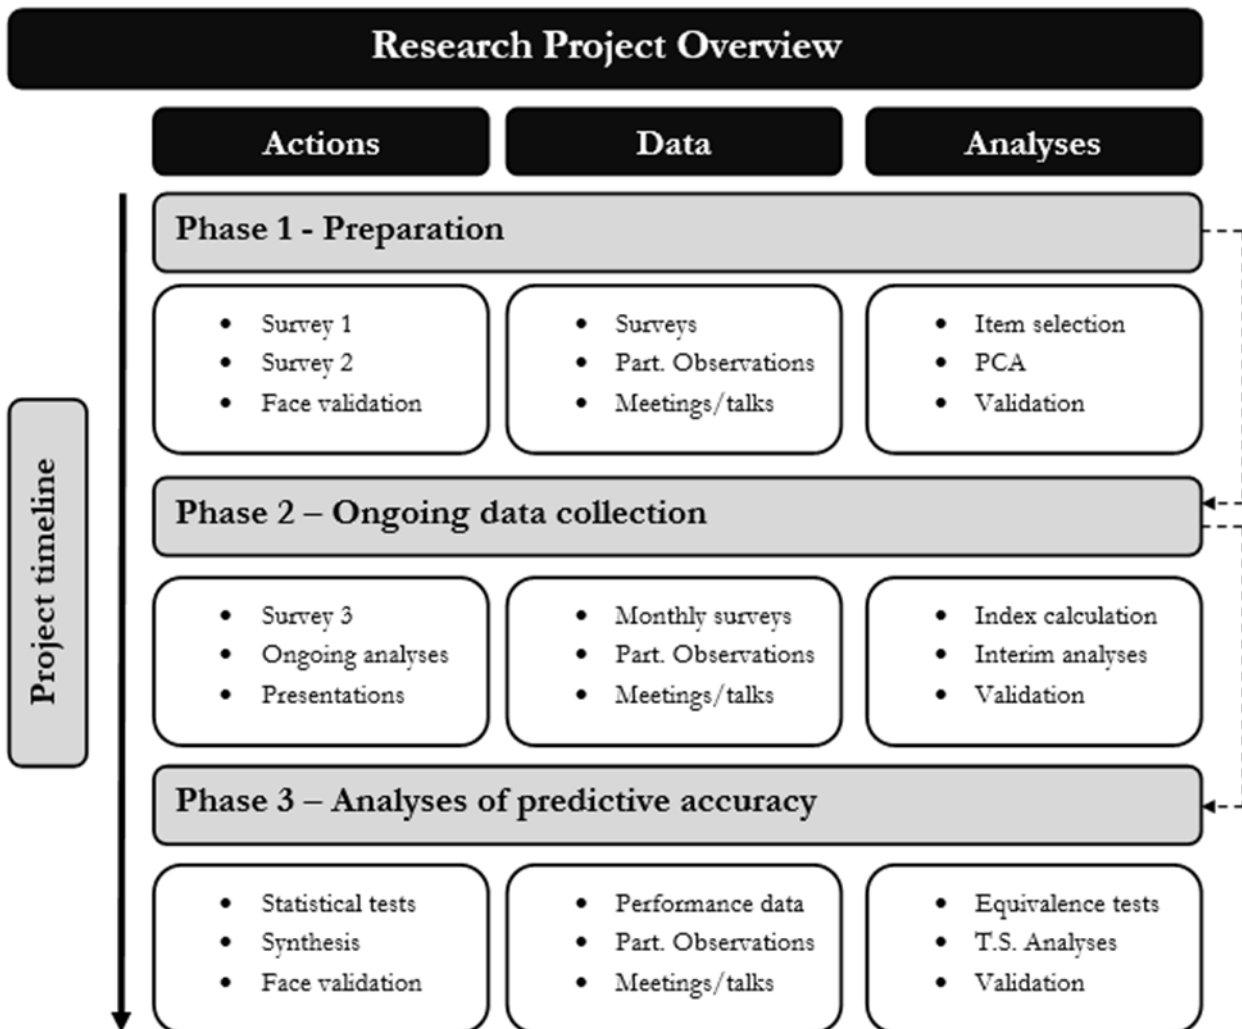 Research Project Overview
Actions
Data
Analyses
Phase 1 - Preparation
• Survey 1
• Survey 2
• Face validation
• Surveys
• Part. Observations
• Meetings/talks
• Item selection
• PCA
• Validation
Project timeline
Phase 2 – Ongoing data collection
• Survey 3
• Ongoing analyses
• Presentations
• Monthly surveys
• Part. Observations
• Meetings/talks
• Index calculation
• Interim analyses
• Validation
Phase 3 – Analyses of predictive accuracy
• Statistical tests
• Synthesis
• Face validation
• Performance data
• Part. Observations
• Meetings/talks
• Equivalence tests
• T.S. Analyses
• Validation